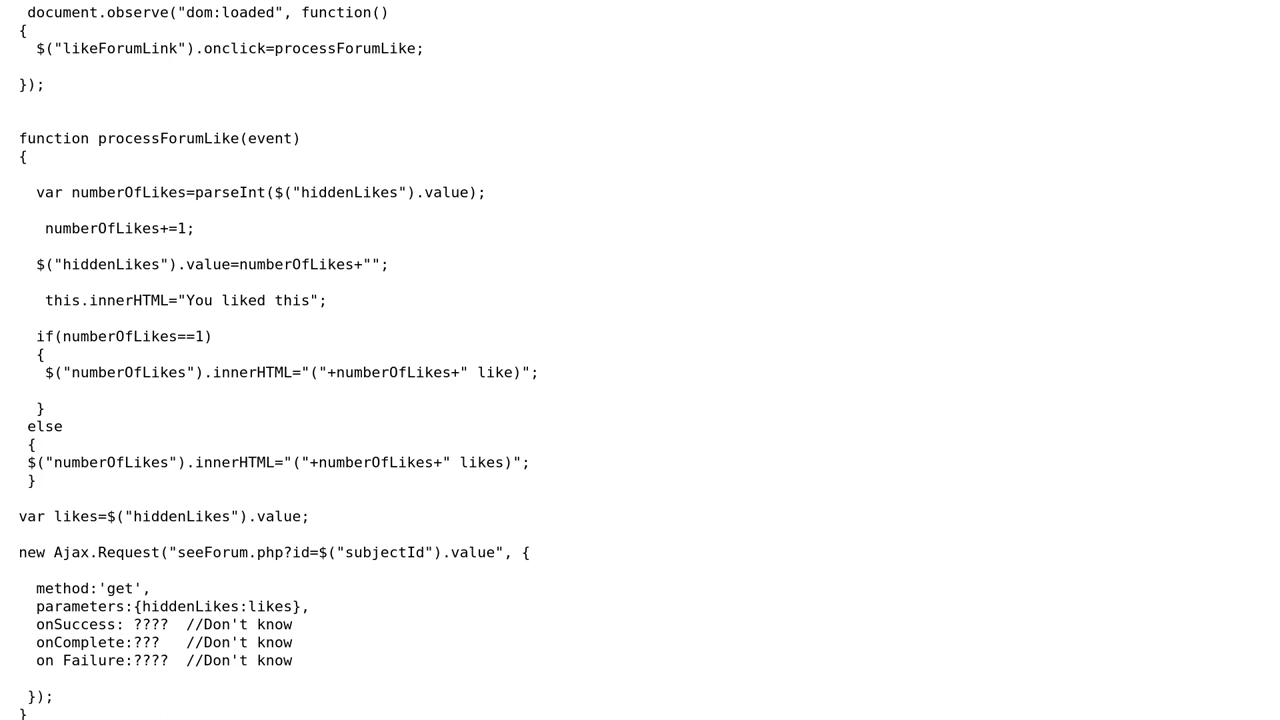 document.observe("dom:loaded", function()
{
$("likeForumLink").onclick=processForumLike;
});
function processForumLike(event)
{
var numberOfLikes=parseInt($("hiddenLikes").value);
numberOfLikes+=1;
$("hiddenLikes").value=numberOfLikes+"";
this.innerHTML="You liked this";
if(numberOfLikes==1)
{
$("numberOfLikes").innerHTML="("+numberOfLikes+" like)";
}
else
{
$("numberOfLikes").innerHTML="("+numberOfLikes+" likes)";
}
var likes=$("hiddenLikes").value;
new Ajax.Request("seeForum.php?id=$("subjectId").value", {
method:'get',
parameters:{hiddenLikes:likes},
onSuccess: ???? //Don't know
onComplete:??? //Don't know
on Failure:???? //Don't know
});
}